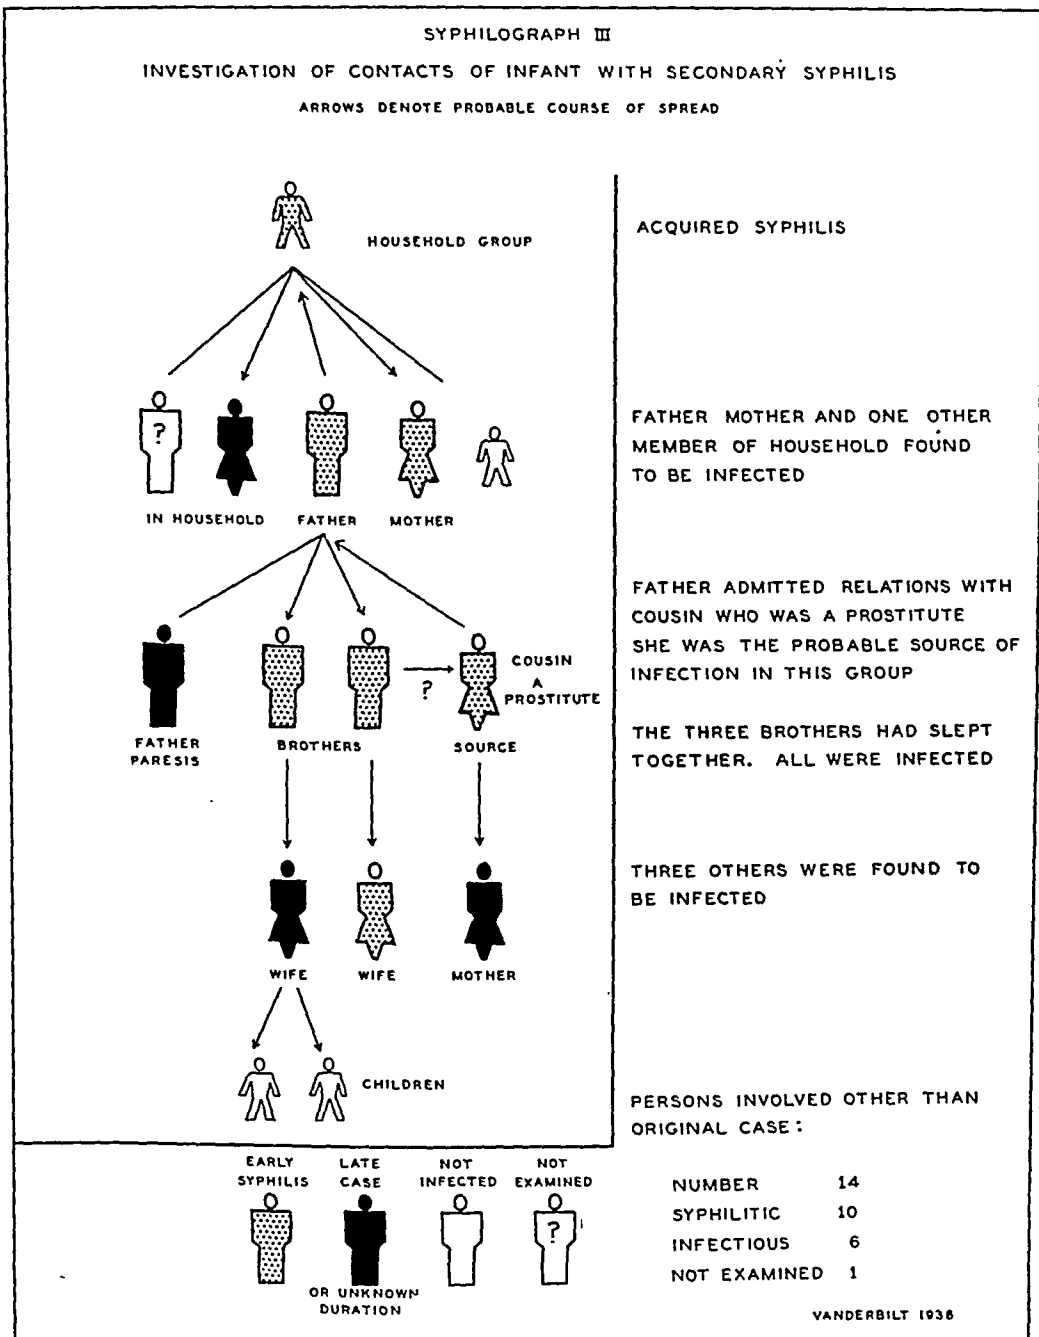 SYPHILOGRAPH III
INVESTIGATION OF CONTACTS OF INFANT WITH SECONDARY SYPHILIS
ARROWS DENOTE PROBABLE COURSE OF SPREAD
HOUSEHOLD GROUP
ACQUIRED SYPHILIS
?
IN HOUSEHOLD
FATHER
MOTHER
FATHER MOTHER AND ONE OTHER
MEMBER OF HOUSEHOLD FOUND
TO BE INFECTED
FATHER
PARESIS
BROTHERS
?
COUSIN
A
PROSTITUTE
SOURCE
FATHER ADMITTED RELATIONS WITH
COUSIN WHO WAS A PROSTITUTE
SHE WAS THE PROBABLE SOURCE OF
INFECTION IN THIS GROUP
THE THREE BROTHERS HAD SLEPT
TOGETHER. ALL WERE INFECTED
WIFE
WIFE
MOTHER
THREE OTHERS WERE FOUND TO
BE INFECTED
CHILDREN
PERSONS INVOLVED OTHER THAN
ORIGINAL CASE:
NUMBER 14
SYPHILITIC 10
INFECTIOUS 6
NOT EXAMINED 1
EARLY
SYPHILIS
LATE
CASE
OR UNKNOWN
DURATION
NOT
INFECTED
NOT
EXAMINED
?
VANDERBILT 1936